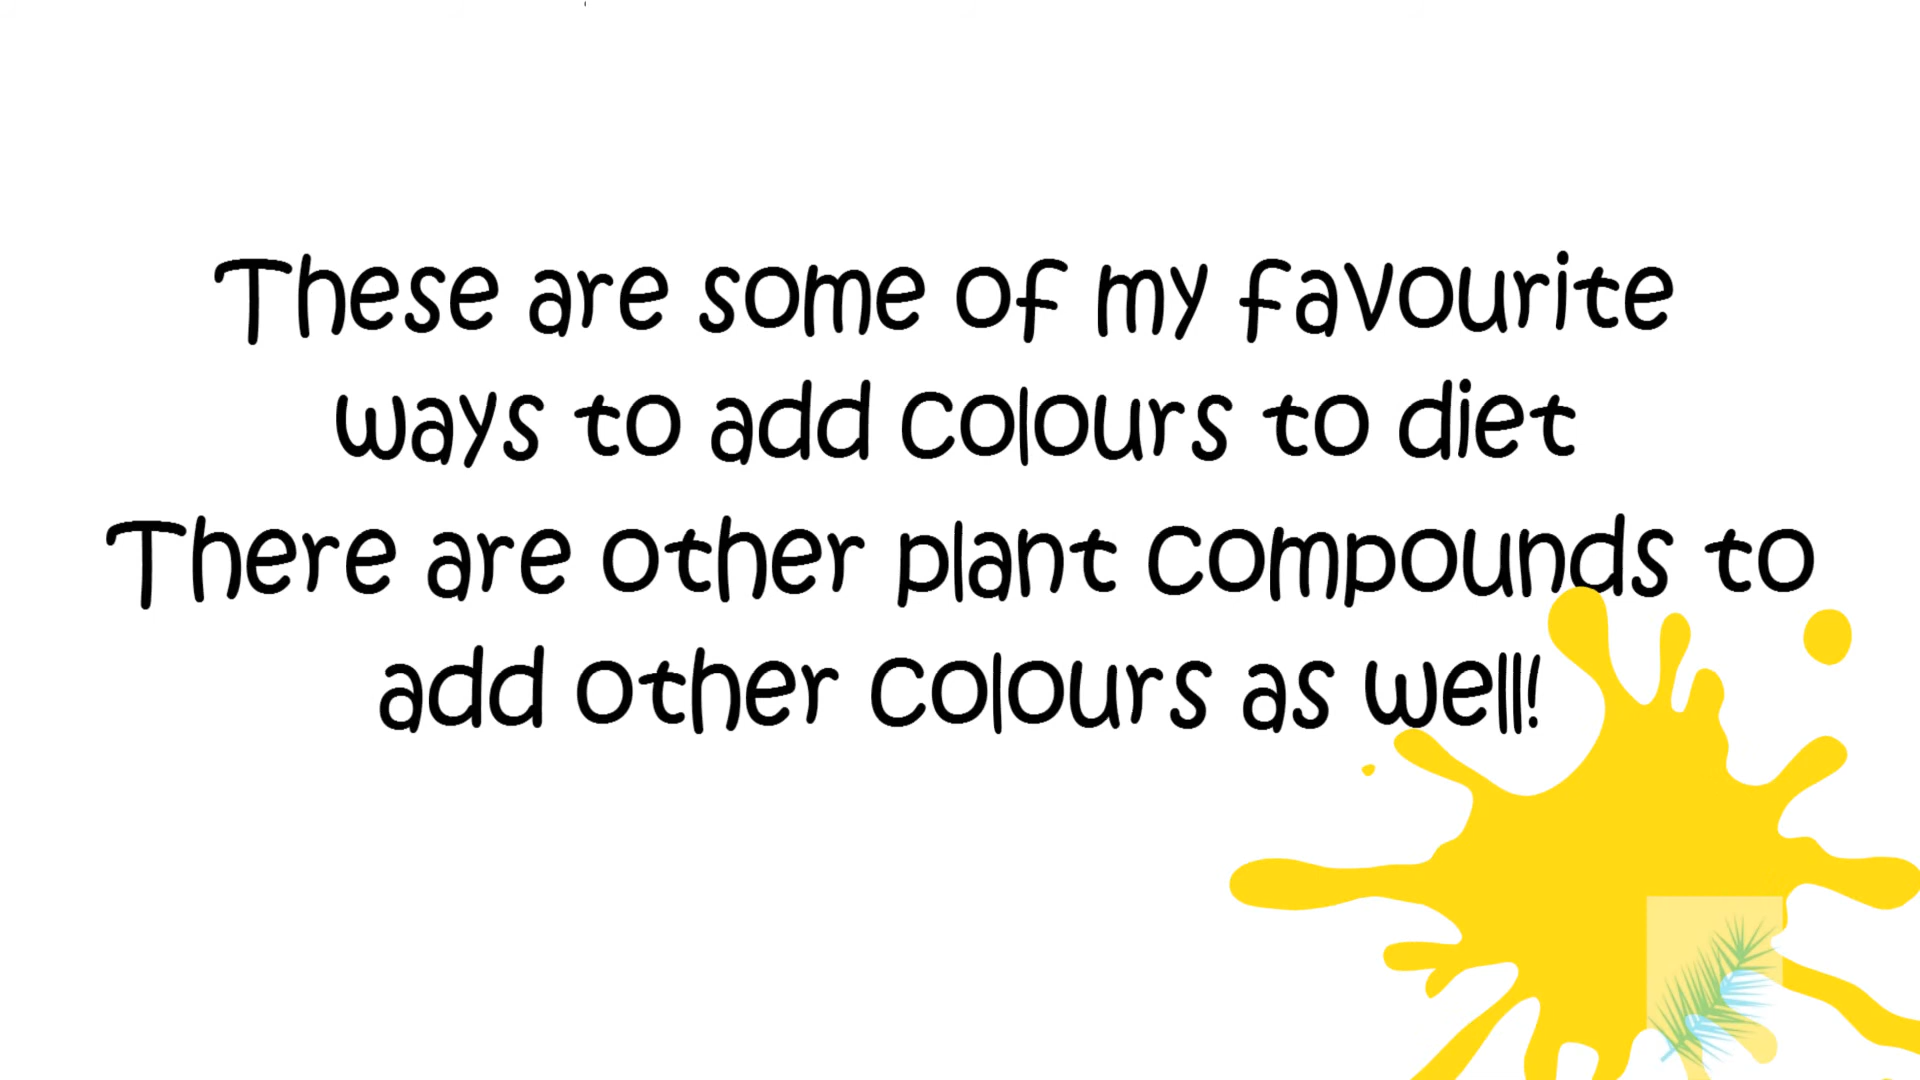 These are some of my favourite
ways to add colours to diet
There are other plant compounds to
add other colours as well!